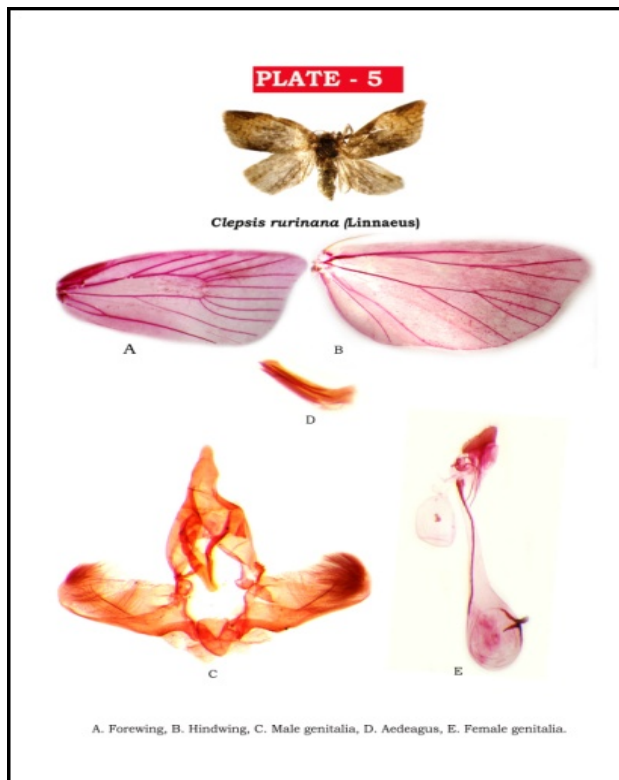 PLATE - 5
Clepsis rurinana (Linnaeus)
A
B
D
C
E
A. Forewing, B. Hindwing, C. Male genitalia, D. Aedeagus, E. Female genitalia.